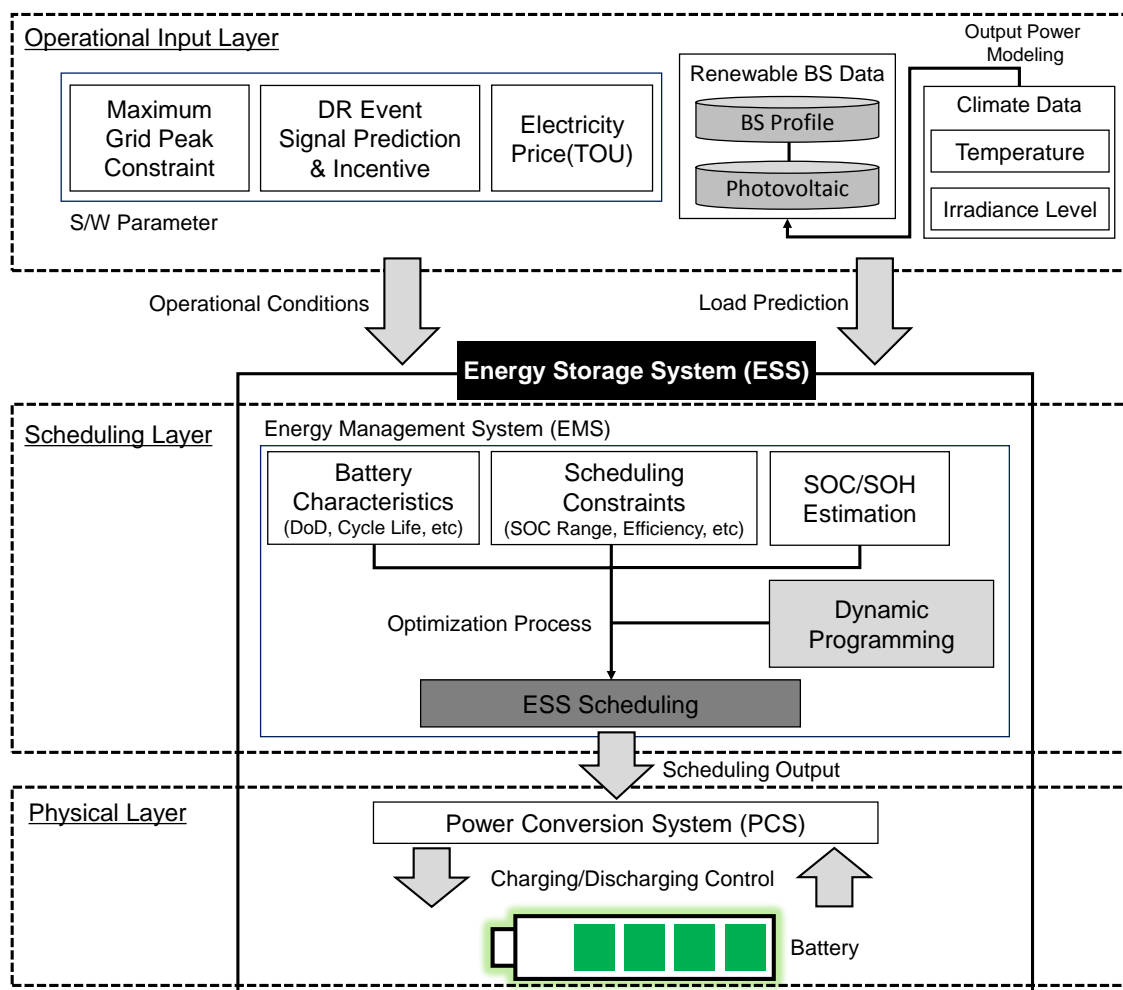 Operational Input Layer
Maximum
Grid Peak
Constraint
DR Event
Signal Prediction
& Incentive
Electricity
Price(TOU)
S/W Parameter
Renewable BS Data
BS Profile
Photovoltaic
Output Power
Modeling
Climate Data
Temperature
Irradiance Level
Operational Conditions
Load Prediction
Energy Storage System (ESS)
Scheduling Layer
Energy Management System (EMS)
Battery
Characteristics
(DoD, Cycle Life, etc)
Scheduling
Constraints
(SOC Range, Efficiency, etc)
SOC/SOH
Estimation
Optimization Process
Dynamic
Programming
ESS Scheduling
Scheduling Output
Physical Layer
Power Conversion System (PCS)
Charging/Discharging Control
Battery